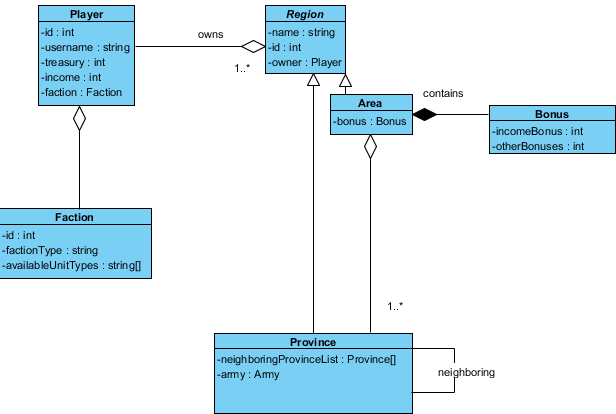 Player
-id : int
-username : string
-treasury : int
-income : int
-faction : Faction
owns
1..*
Region
-name : string
-id : int
-owner : Player
Area
-bonus : Bonus
contains
Bonus
-incomeBonus : int
-otherBonuses : int
Faction
-id : int
-factionType : string
-availableUnitTypes : string[]
1..*
Province
-neighboringProvinceList : Province[]
-army : Army
neighboring